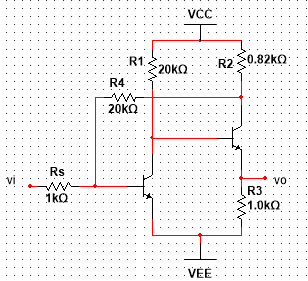 VCC
R1
20kΩ
R2
0.82kΩ
R4
20kΩ
Rs
vi
1kΩ
vo
R3
1.0kΩ
VEE